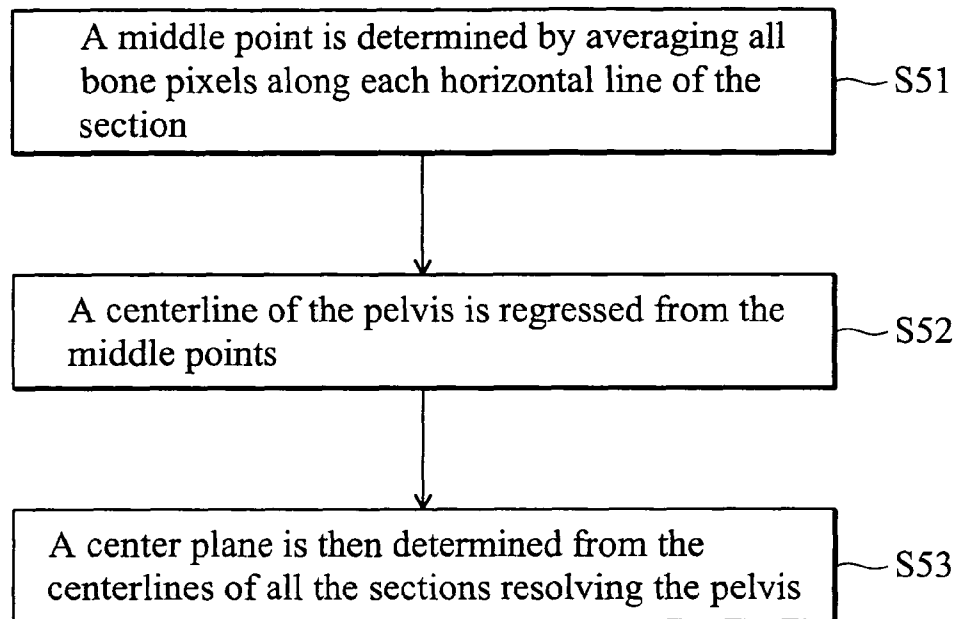 A middle point is determined by averaging all
bone pixels along each horizontal line of the
section
S51
A centerline of the pelvis is regressed from the
middle points
S52
A center plane is then determined from the
centerlines of all the sections resolving the pelvis
S53